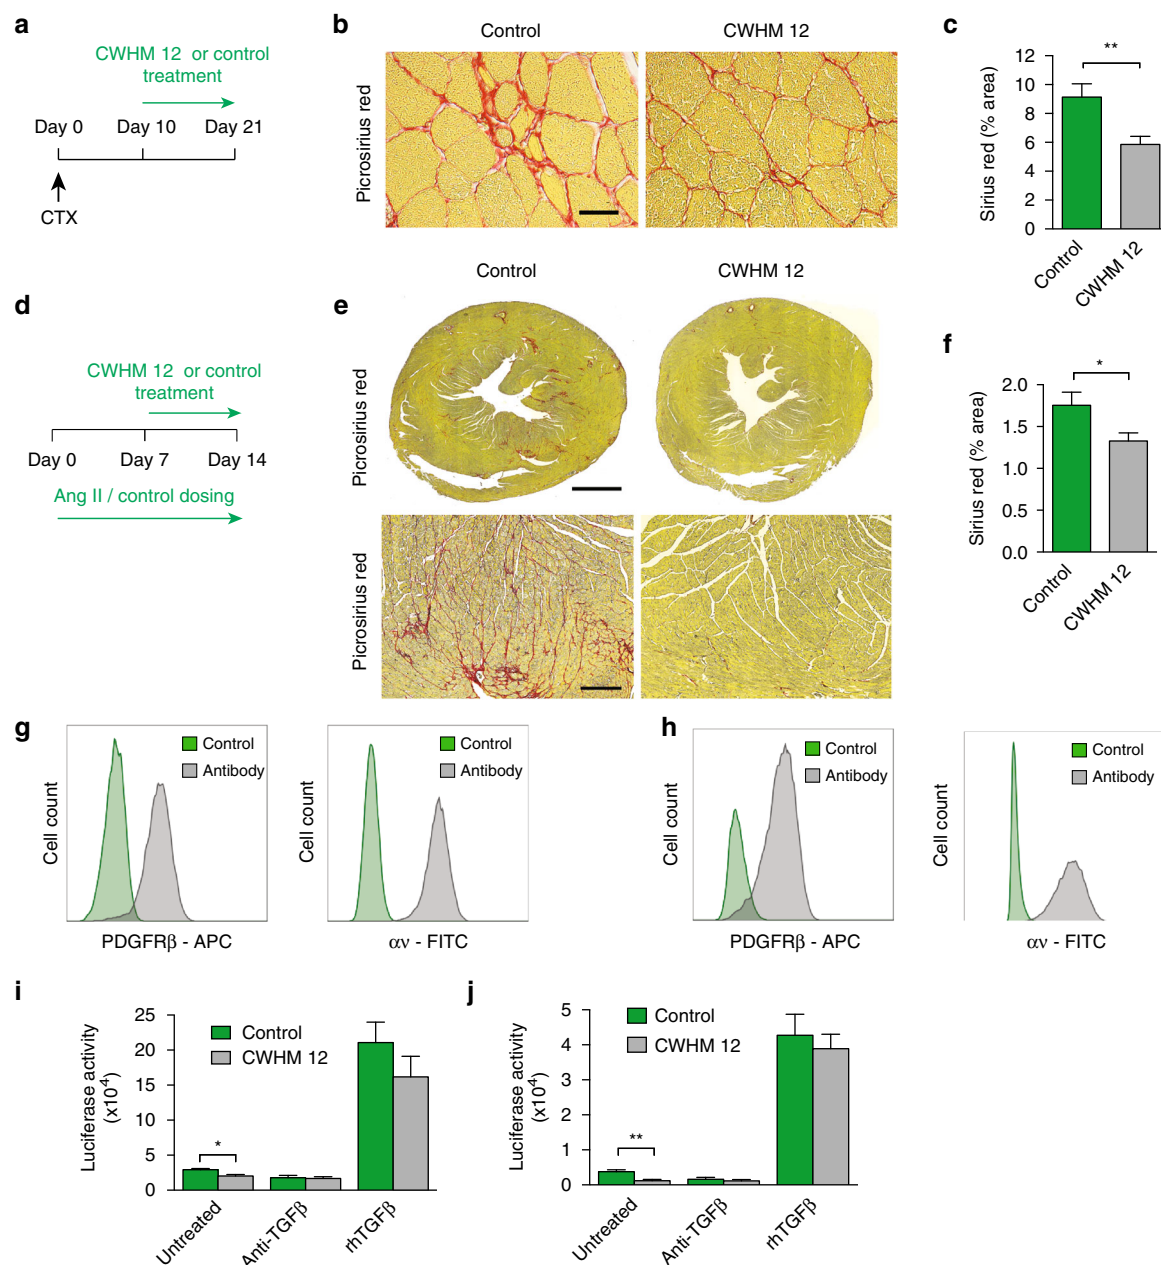 a
CWHM 12 or control
treatment
Day 0
Day 10
Day 21
CTX
b
Control
CWHM 12
Picrosirius red
c
**
Sirius red (% area)
12
10
8
6
4
2
0
Control
CWHM 12
d
CWHM 12 or control
treatment
Day 0
Day 7
Day 14
Ang II / control dosing
e
Control
CWHM 12
Picrosirius red
Picrosirius red
f
*
Sirius red (% area)
2.0
1.5
1.0
0.5
0.0
Control
CWHM 12
g
Cell count
Control
Antibody
PDGFRβ - APC
Cell count
Control
Antibody
αν - FITC
h
Cell count
Control
Antibody
PDGFRβ - APC
Cell count
Control
Antibody
αν - FITC
i
Luciferase activity
(x10⁴)
25
20
15
10
5
0
Control
CWHM 12
*
Untreated
Anti-TGFβ
rhTGFβ
j
Luciferase activity
(x10⁴)
5
4
3
2
1
0
Control
CWHM 12
**
Untreated
Anti-TGFβ
rhTGFβ